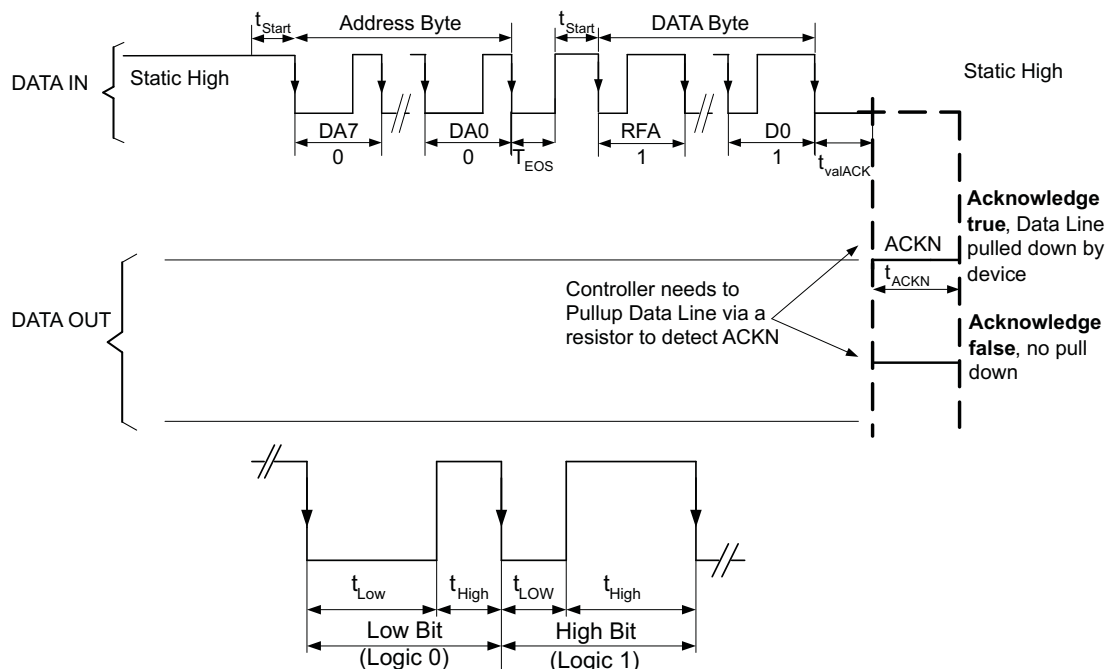 tStart
Address Byte
tStart
DATA Byte
DATA IN
Static High
Static High
DA7
0
DA0
0
TEOS
RFA
1
D0
1
tvalACK
Acknowledge
true, Data Line
pulled down by
device
ACKN
tACKN
Controller needs to
Pullup Data Line via a
resistor to detect ACKN
DATA OUT
Acknowledge
false, no pull
down
tLow
tHigh
tLOW
tHigh
Low Bit
(Logic 0)
High Bit
(Logic 1)